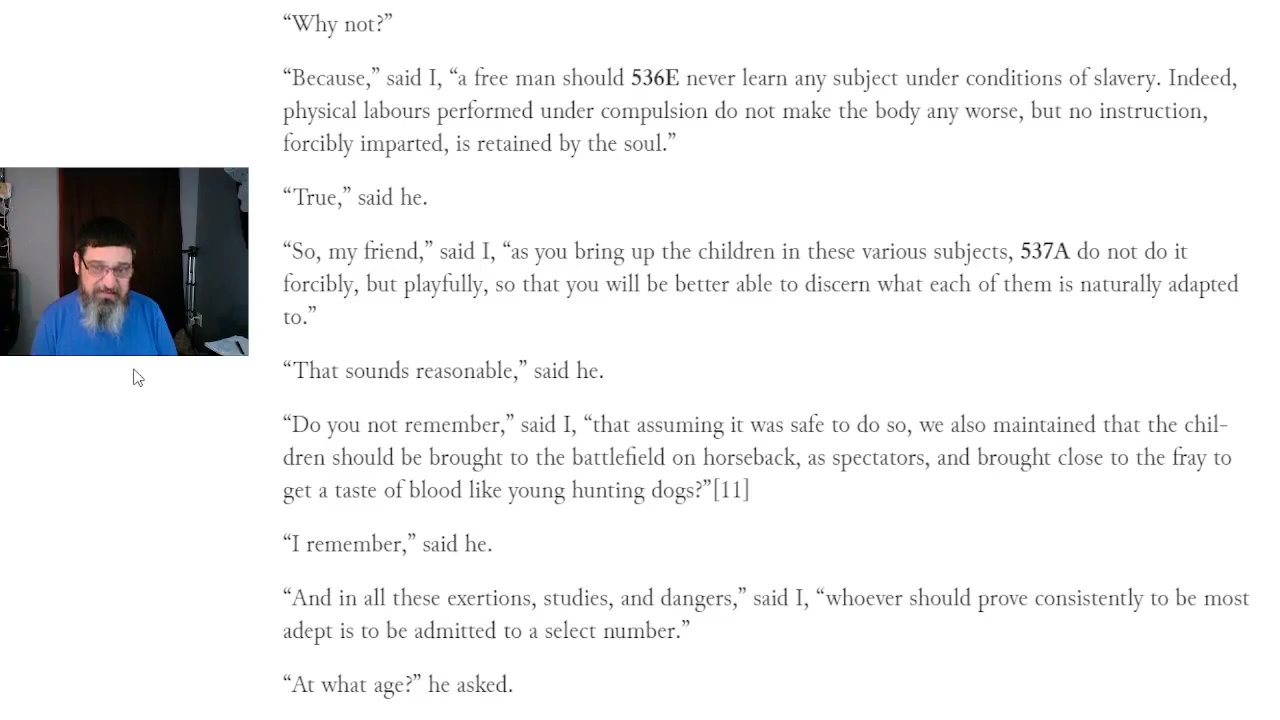 “Why not?”
“Because,” said I, “a free man should 536E never learn any subject under conditions of slavery. Indeed,
physical labours performed under compulsion do not make the body any worse, but no instruction,
forcibly imparted, is retained by the soul.”
“True,” said he.
“So, my friend,” said I, “as you bring up the children in these various subjects, 537A do not do it
forcibly, but playfully, so that you will be better able to discern what each of them is naturally adapted
to.”
“That sounds reasonable,” said he.
“Do you not remember,” said I, “that assuming it was safe to do so, we also maintained that the chil-
dren should be brought to the battlefield on horseback, as spectators, and brought close to the fray to
get a taste of blood like young hunting dogs?”[11]
“I remember,” said he.
“And in all these exertions, studies, and dangers,” said I, “whoever should prove consistently to be most
adept is to be admitted to a select number.”
“At what age?” he asked.